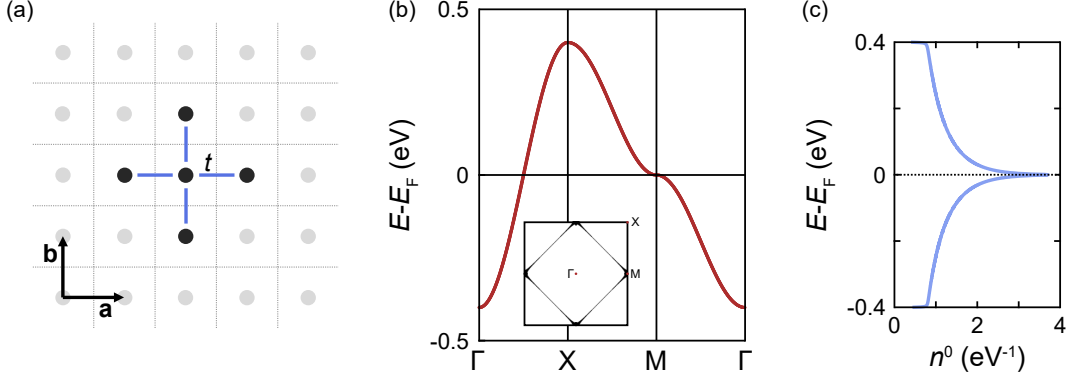 (a)
t
b
a
(b)
E-E_F (eV)
0.5
0
-0.5
Γ X M Γ
X
Γ
M
(c)
E-E_F (eV)
0.4
0
-0.4
0 2 4
n⁰ (eV⁻¹)